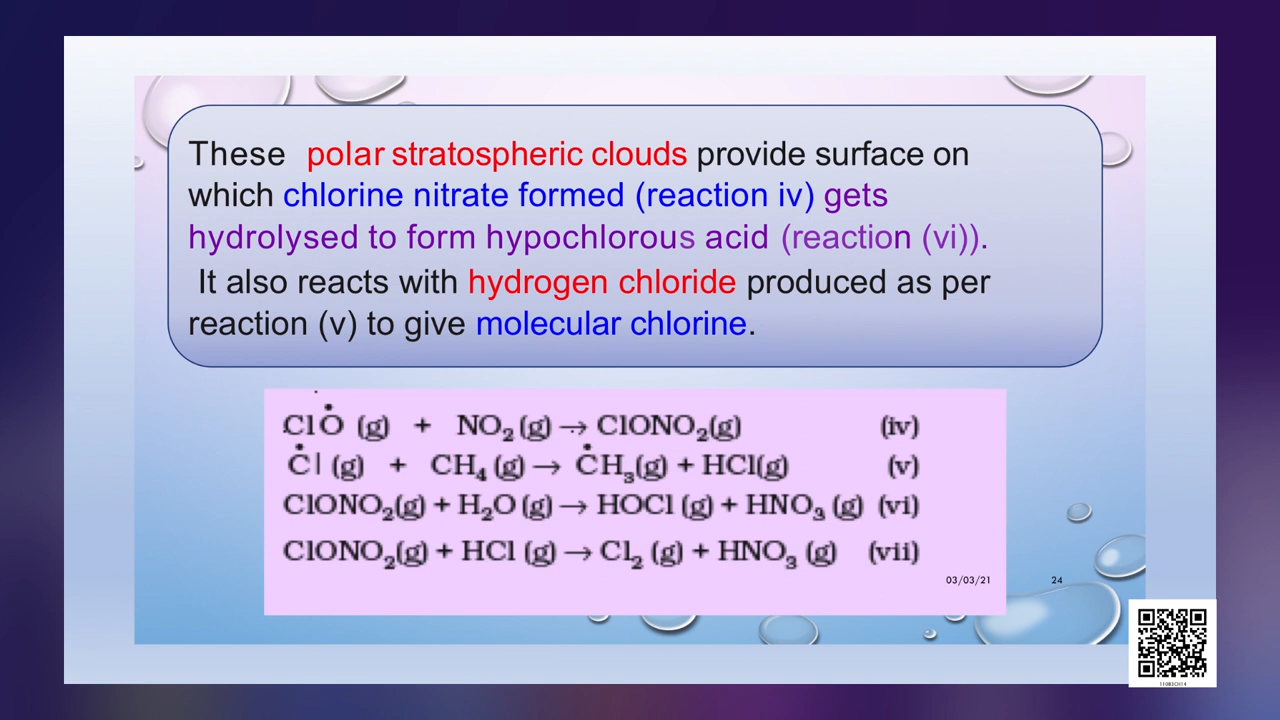 These polar stratospheric clouds provide surface on
which chlorine nitrate formed (reaction iv) gets
hydrolysed to form hypochlorous acid (reaction (vi)).
It also reacts with hydrogen chloride produced as per
reaction (v) to give molecular chlorine.
ClȮ (g) + NO₂ (g) → ClONO₂(g) (iv)
Ċl (g) + CH₄ (g) → ĊH₃(g) + HCl(g) (v)
ClONO₂(g) + H₂O (g) → HOCl (g) + HNO₃ (g) (vi)
ClONO₂(g) + HCl (g) → Cl₂ (g) + HNO₃ (g) (vii)
03/03/21 24
11083CH14